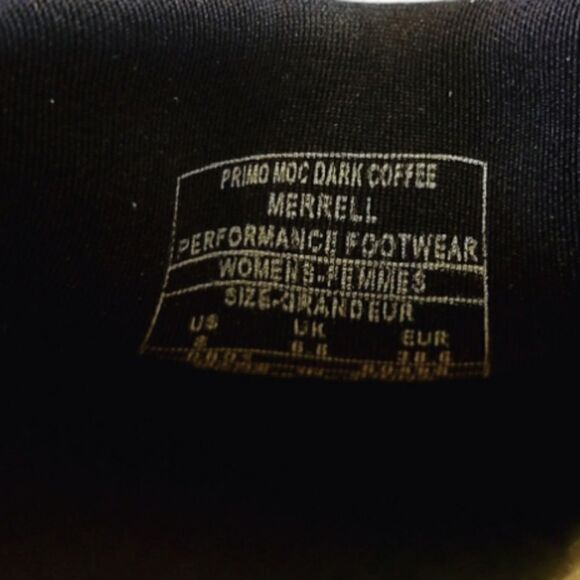 PRIMO MOC DARK COFFEE
MERRELL
PERFORMANCE FOOTWEAR
WOMENS-FEMMES
SIZE-GRANDEUR
US UK EUR